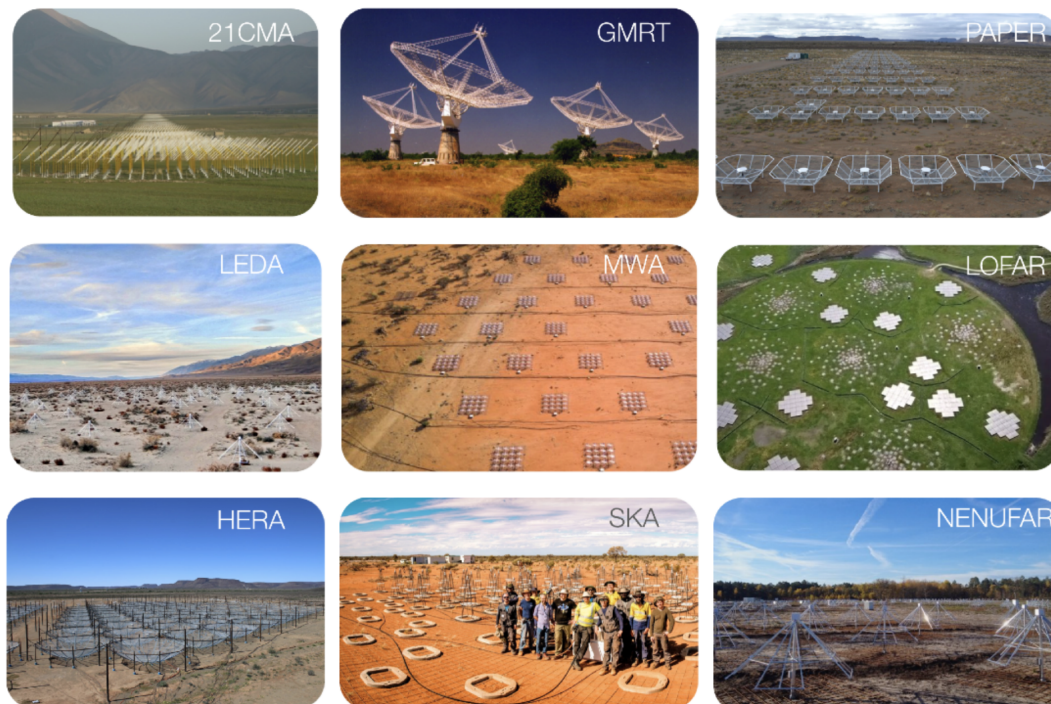 21CMA
GMRT
PAPER
LEDA
MWA
LOFAR
HERA
SKA
NENUFAR